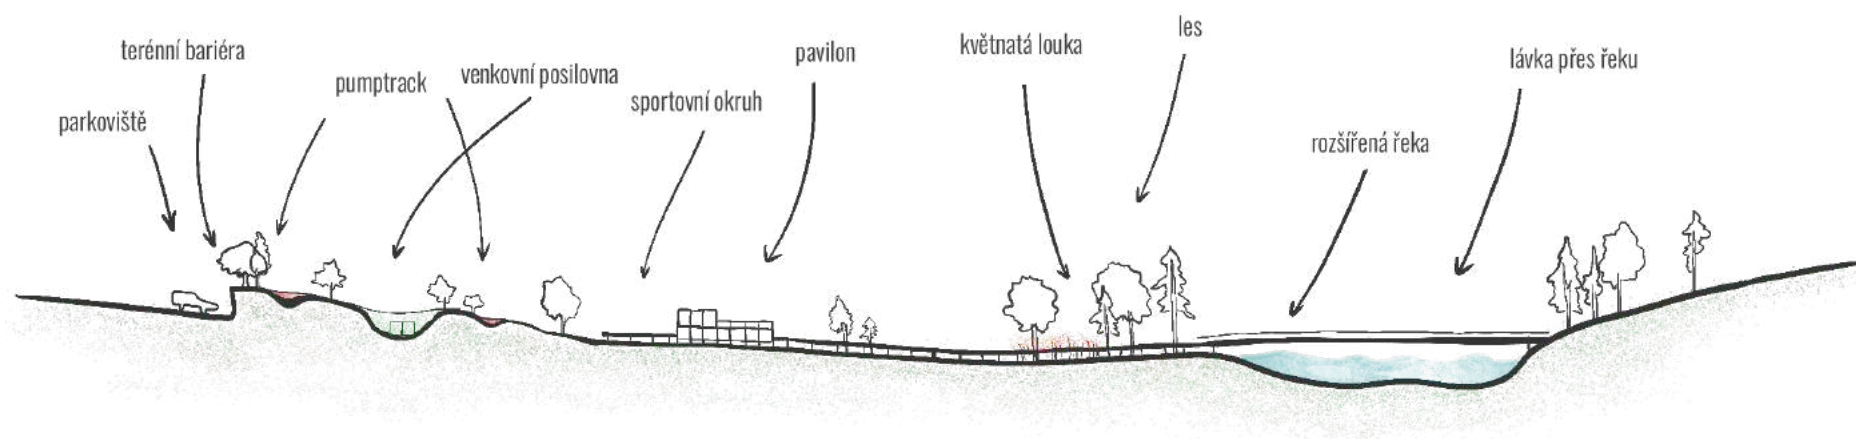 parkoviště
terénní bariéra
pumptrack
venkovní posilovna
sportovní okruh
pavilon
květnatá louka
les
rozšířená řeka
lávka přes řeku